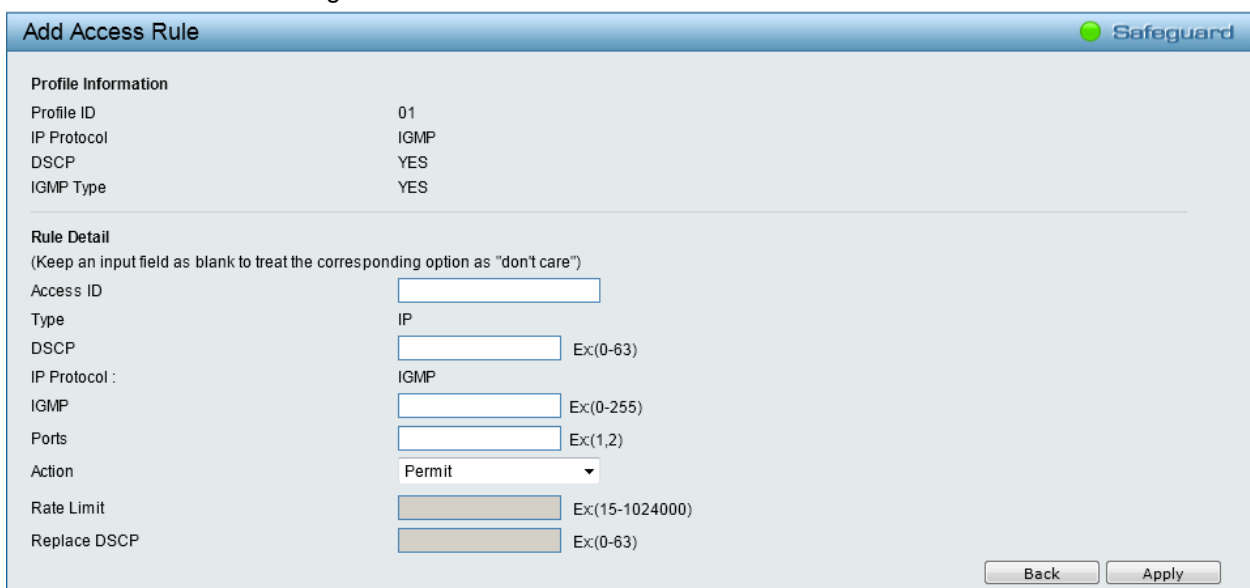 Add Access Rule Safeguard
Profile Information
Profile ID 01
IP Protocol IGMP
DSCP YES
IGMP Type YES
Rule Detail
(Keep an input field as blank to treat the corresponding option as "don't care")
Access ID
Type IP
DSCP Ex:(0-63)
IP Protocol : IGMP
IGMP Ex:(0-255)
Ports Ex:(1,2)
Action Permit
Rate Limit Ex:(15-1024000)
Replace DSCP Ex:(0-63)
Back Apply